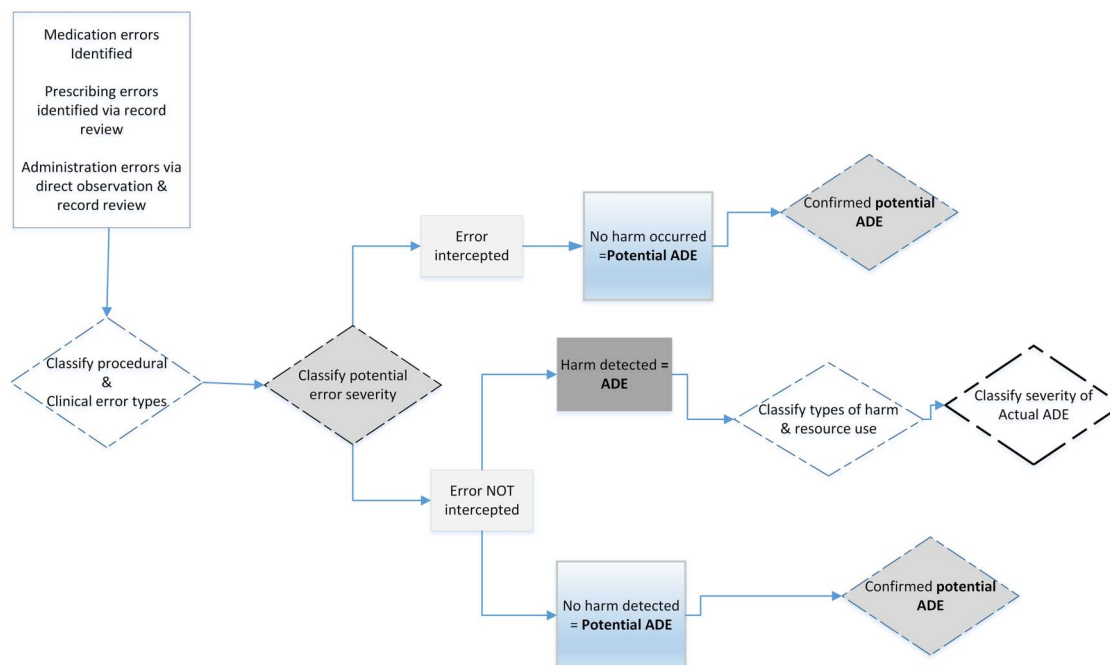 Medication errors
Identified
Prescribing errors
identified via record
review
Administration errors via
direct observation &
record review
Classify procedural
&
Clinical error types
Classify potential
error severity
Error
intercepted
No harm occurred
=Potential ADE
Confirmed potential
ADE
Error NOT
intercepted
Harm detected =
ADE
Classify types of harm
& resource use
Classify severity of
Actual ADE
No harm detected
= Potential ADE
Confirmed potential
ADE